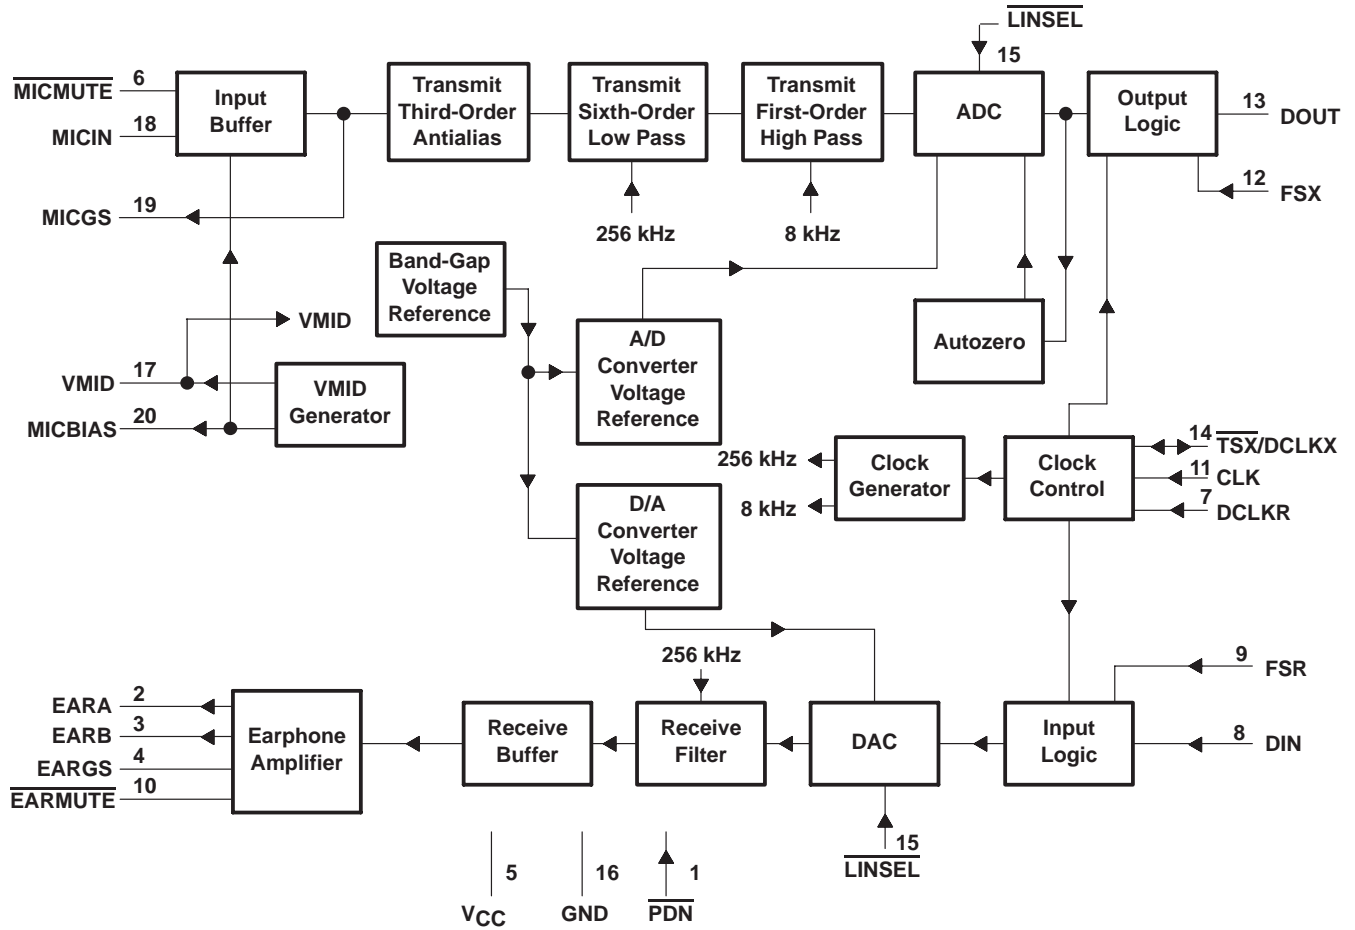 LINSEL
15
MICMUTE
6
MICIN
18
Input
Buffer
Transmit
Third-Order
Antialias
Transmit
Sixth-Order
Low Pass
Transmit
First-Order
High Pass
ADC
Output
Logic
13
DOUT
12
FSX
MICGS
19
256 kHz
8 kHz
Band-Gap
Voltage
Reference
VMID
A/D
Converter
Voltage
Reference
Autozero
VMID
17
MICBIAS
20
VMID
Generator
256 kHz
8 kHz
Clock
Generator
Clock
Control
14
TSX/DCLKX
11
CLK
7
DCLKR
D/A
Converter
Voltage
Reference
256 kHz
9
FSR
EARA
2
EARB
3
EARGS
4
EARMUTE
10
Earphone
Amplifier
Receive
Buffer
Receive
Filter
DAC
Input
Logic
8
DIN
15
LINSEL
5
VCC
16
GND
1
PDN